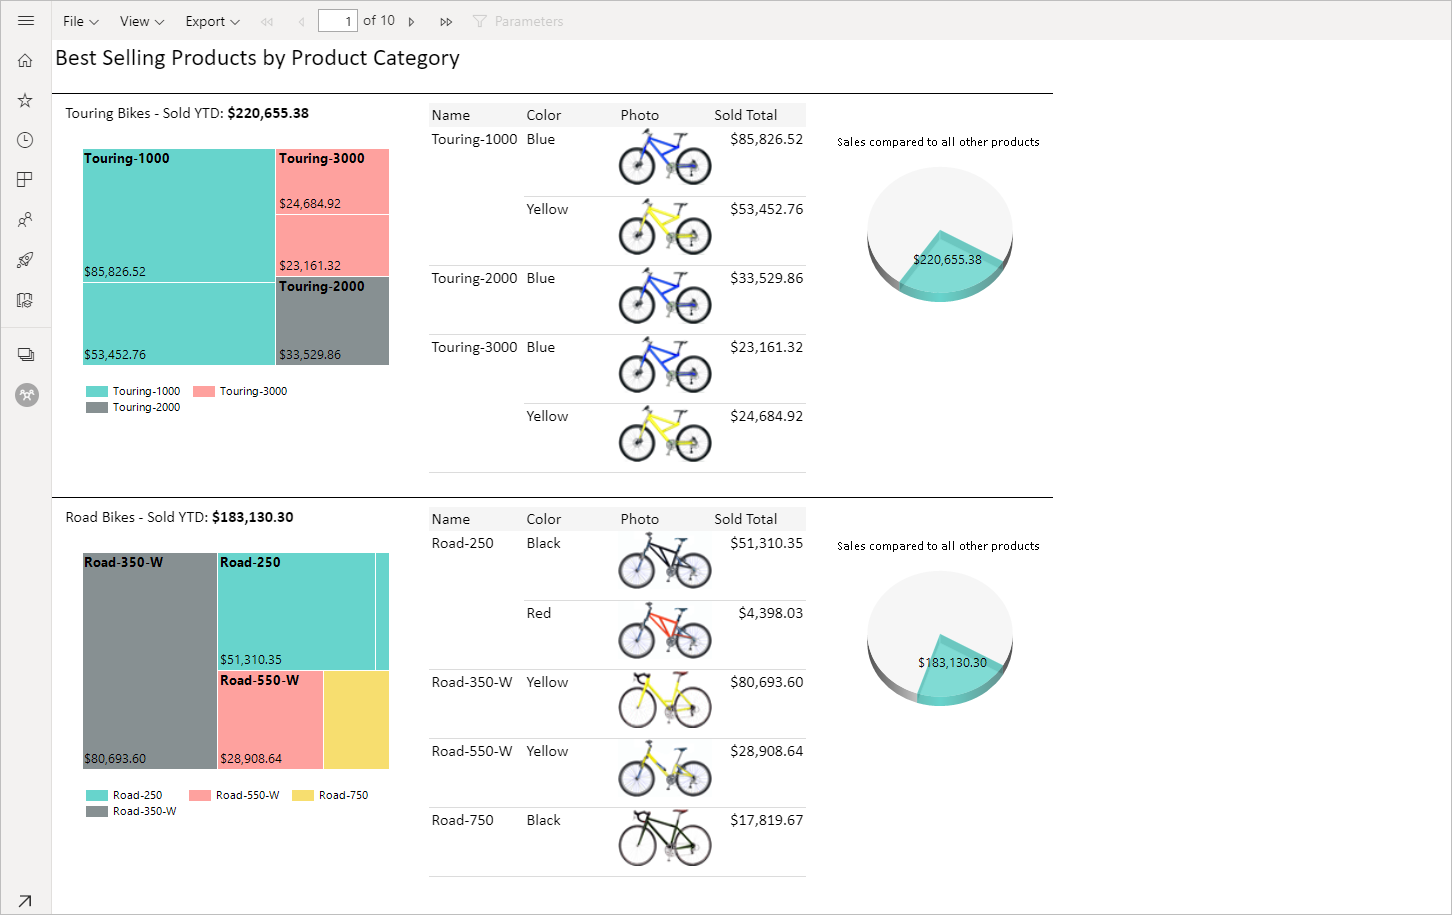 File View Export 1 of 10 Parameters
Best Selling Products by Product Category
Touring Bikes - Sold YTD: $220,655.38
Touring-1000 Touring-3000
$24,684.92
$85,826.52 $23,161.32
Touring-2000
$53,452.76 $33,529.86
Touring-1000 Touring-3000
Touring-2000
Name Color Photo Sold Total
Touring-1000 Blue $85,826.52
Yellow $53,452.76
Touring-2000 Blue $33,529.86
Touring-3000 Blue $23,161.32
Yellow $24,684.92
Sales compared to all other products
$220,655.38
Road Bikes - Sold YTD: $183,130.30
Road-350-W Road-250
$51,310.35
Road-550-W
$80,693.60 $28,908.64
Road-250 Road-550-W Road-750
Road-350-W
Name Color Photo Sold Total
Road-250 Black $51,310.35
Red $4,398.03
Road-350-W Yellow $80,693.60
Road-550-W Yellow $28,908.64
Road-750 Black $17,819.67
Sales compared to all other products
$183,130.30